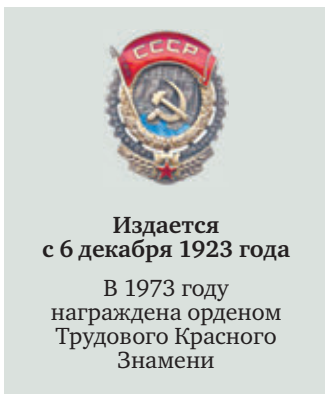 СССР
Издается
с 6 декабря 1923 года
В 1973 году
награждена орденом
Трудового Красного
Знамени